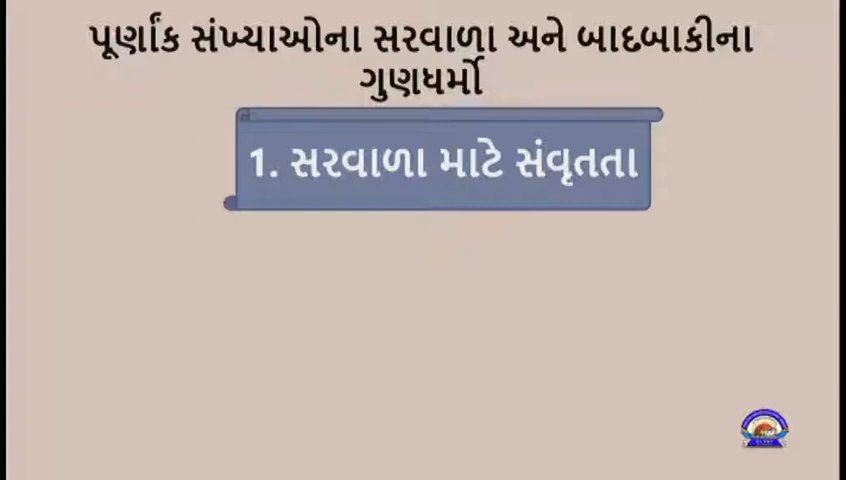 પૂર્ણાંક સંખ્યાઓના સરવાળા અને બાદબાકીના
ગુણધર્મો
1. સરવાળા માટે સંવૃતતા